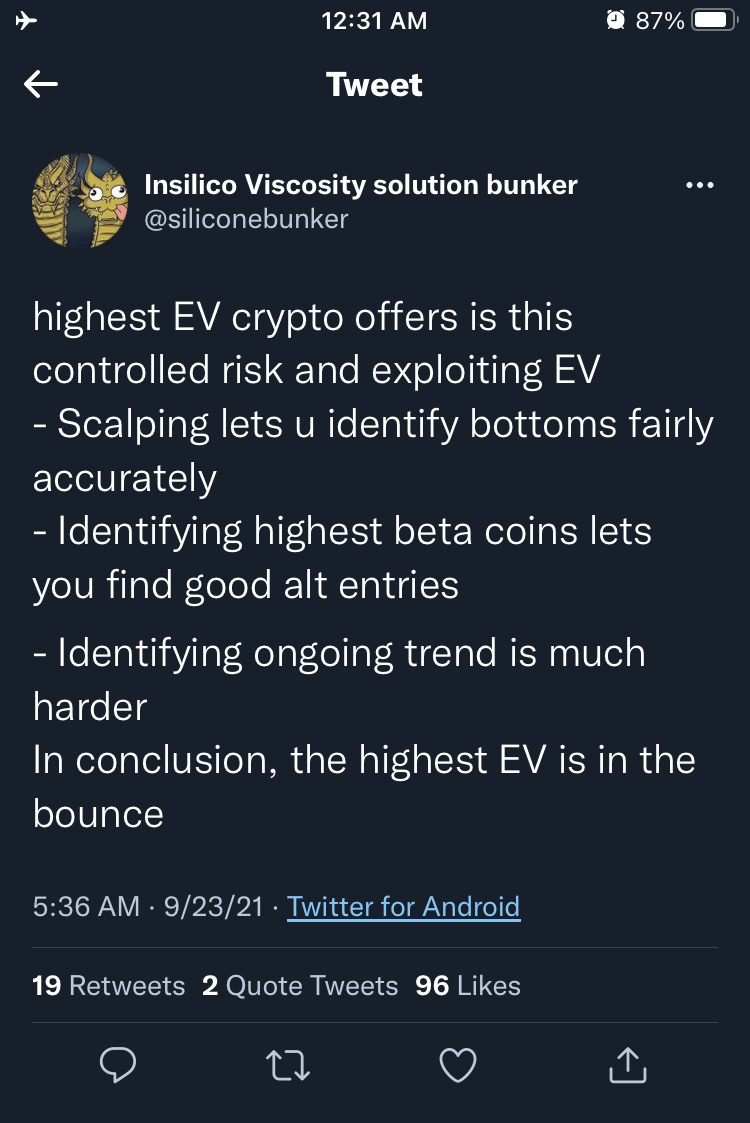 12:31 AM
87%
Tweet
Insilico Viscosity solution bunker
@siliconebunker
highest EV crypto offers is this
controlled risk and exploiting EV
- Scalping lets u identify bottoms fairly
accurately
- Identifying highest beta coins lets
you find good alt entries
- Identifying ongoing trend is much
harder
In conclusion, the highest EV is in the
bounce
5:36 AM · 9/23/21 · Twitter for Android
19 Retweets 2 Quote Tweets 96 Likes